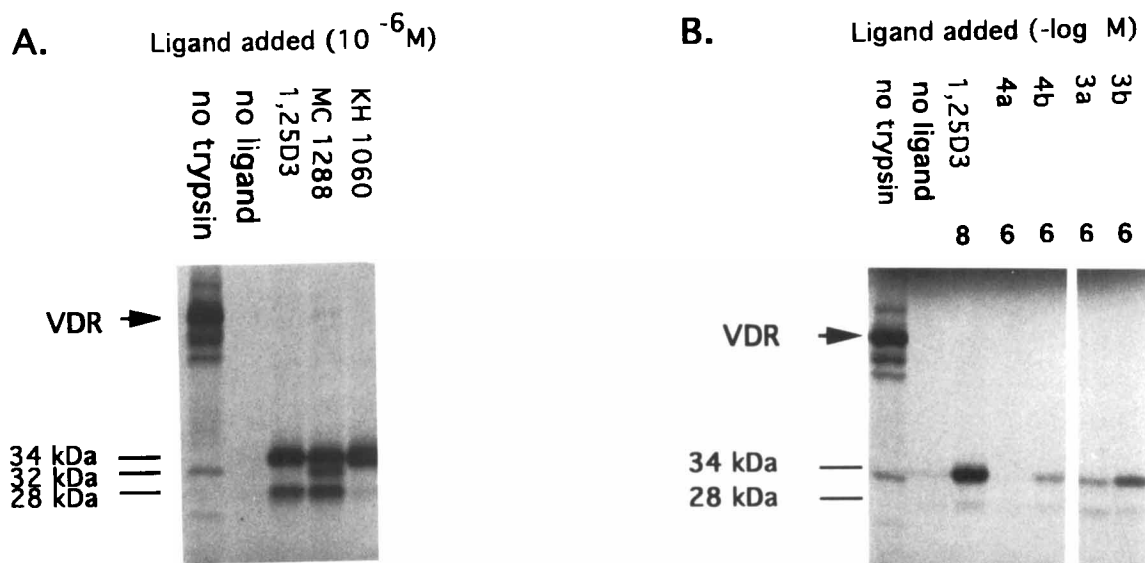 A.
Ligand added (10 -6M)
no trypsin
no ligand
1,25D3
MC 1288
KH 1060
VDR
34 kDa
32 kDa
28 kDa
B.
Ligand added (-log M)
no trypsin
no ligand
1,25D3
4a
4b
3a
3b
8 6 6 6 6
VDR
34 kDa
28 kDa